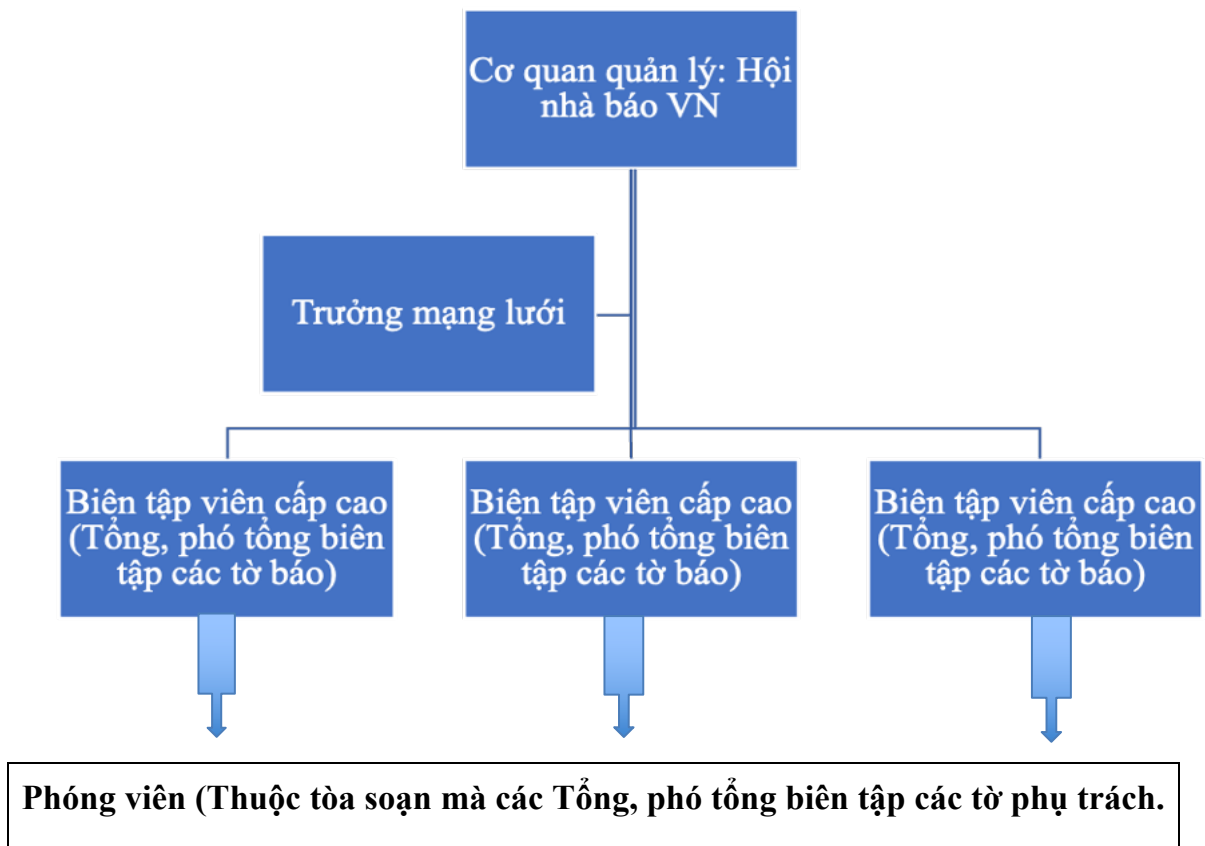 Cơ quan quản lý: Hội
nhà báo VN
Trưởng mạng lưới
Biên tập viên cấp cao
(Tổng, phó tổng biên
tập các tờ báo)
Biên tập viên cấp cao
(Tổng, phó tổng biên
tập các tờ báo)
Biên tập viên cấp cao
(Tổng, phó tổng biên
tập các tờ báo)
Phóng viên (Thuộc tòa soạn mà các Tổng, phó tổng biên tập các tờ phụ trách.